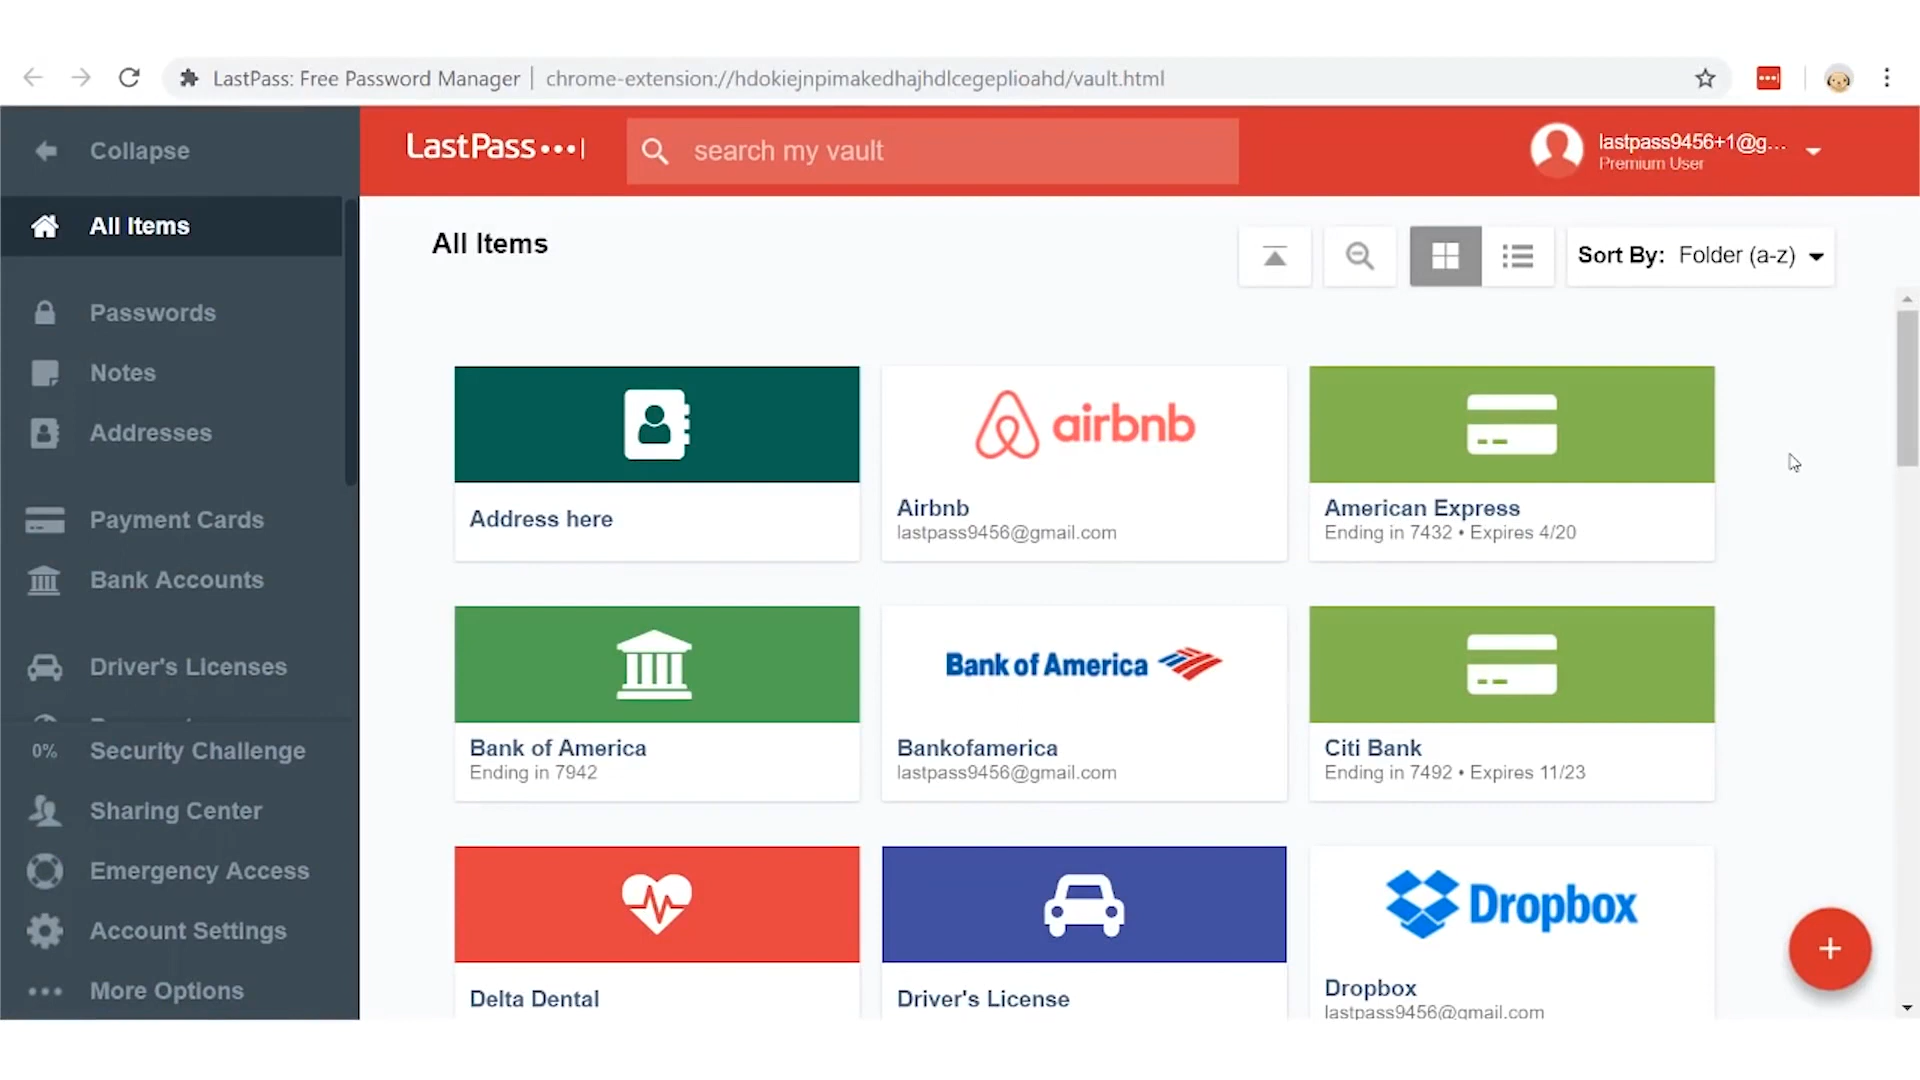 LastPass: Free Password Manager | chrome-extension://hdokiejnpimakedhajhdlcegeplioahd/vault.html
Collapse
LastPass•••|
search my vault
lastpass9456+1@g...
Premium User
All Items
Passwords
Notes
Addresses
Payment Cards
Bank Accounts
Driver's Licenses
0%
Security Challenge
Sharing Center
Emergency Access
Account Settings
More Options
All Items
Sort By: Folder (a-z)
Address here
airbnb
Airbnb
lastpass9456@gmail.com
American Express
Ending in 7432 • Expires 4/20
Bank of America
Ending in 7942
Bank of America
Bankofamerica
lastpass9456@gmail.com
Citi Bank
Ending in 7492 • Expires 11/23
Delta Dental
Driver's License
Dropbox
Dropbox
lastpass9456@gmail.com